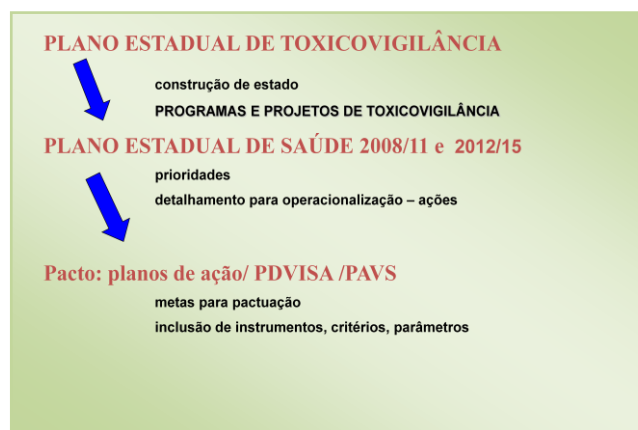 PLANO ESTADUAL DE TOXICOVIGILÂNCIA
construção de estado
PROGRAMAS E PROJETOS DE TOXICOVIGILÂNCIA
PLANO ESTADUAL DE SAÚDE 2008/11 e 2012/15
prioridades
detalhamento para operacionalização – ações
Pacto: planos de ação/ PDVISA /PAVS
metas para pactuação
inclusão de instrumentos, critérios, parâmetros